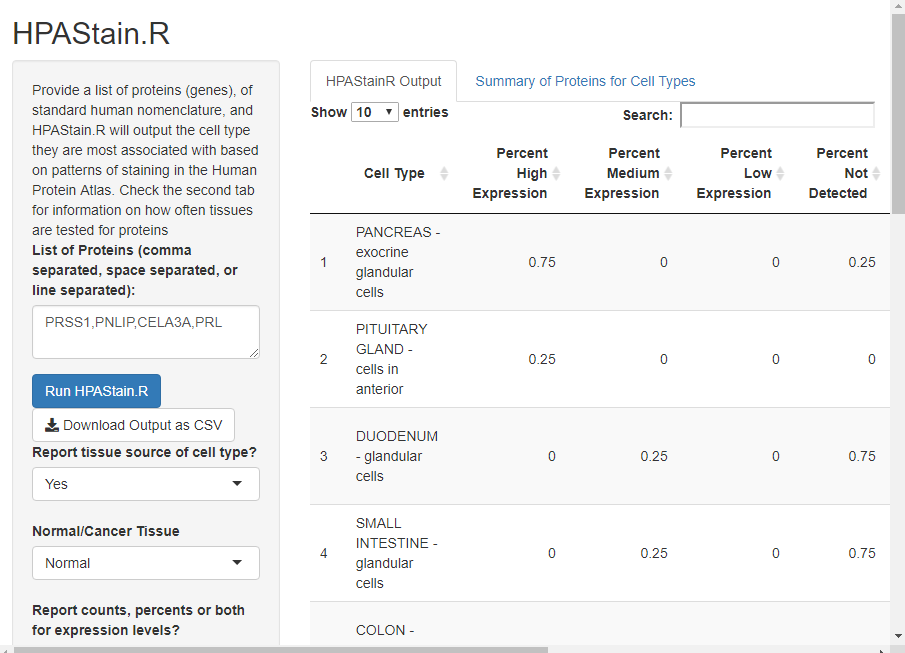 HPAStain.R
Provide a list of proteins (genes), of
standard human nomenclature, and
HPAStain.R will output the cell type
they are most associated with based
on patterns of staining in the Human
Protein Atlas. Check the second tab
for information on how often tissues
are tested for proteins
List of Proteins (comma
separated, space separated, or
line separated):
PRSS1,PNLIP,CELA3A,PRL
Run HPAStain.R
Download Output as CSV
Report tissue source of cell type?
Yes
Normal/Cancer Tissue
Normal
Report counts, percents or both
for expression levels?
HPAStainR Output Summary of Proteins for Cell Types
Show 10 entries
Search:
Cell Type
Percent
High
Expression
Percent
Medium
Expression
Percent
Low
Expression
Percent
Not
Detected
1
PANCREAS -
exocrine
glandular
cells
0.75 0 0 0.25
2
PITUITARY
GLAND -
cells in
anterior
0.25 0 0 0
3
DUODENUM
- glandular
cells
0 0.25 0 0.75
4
SMALL
INTESTINE -
glandular
cells
0 0.25 0 0.75
COLON -